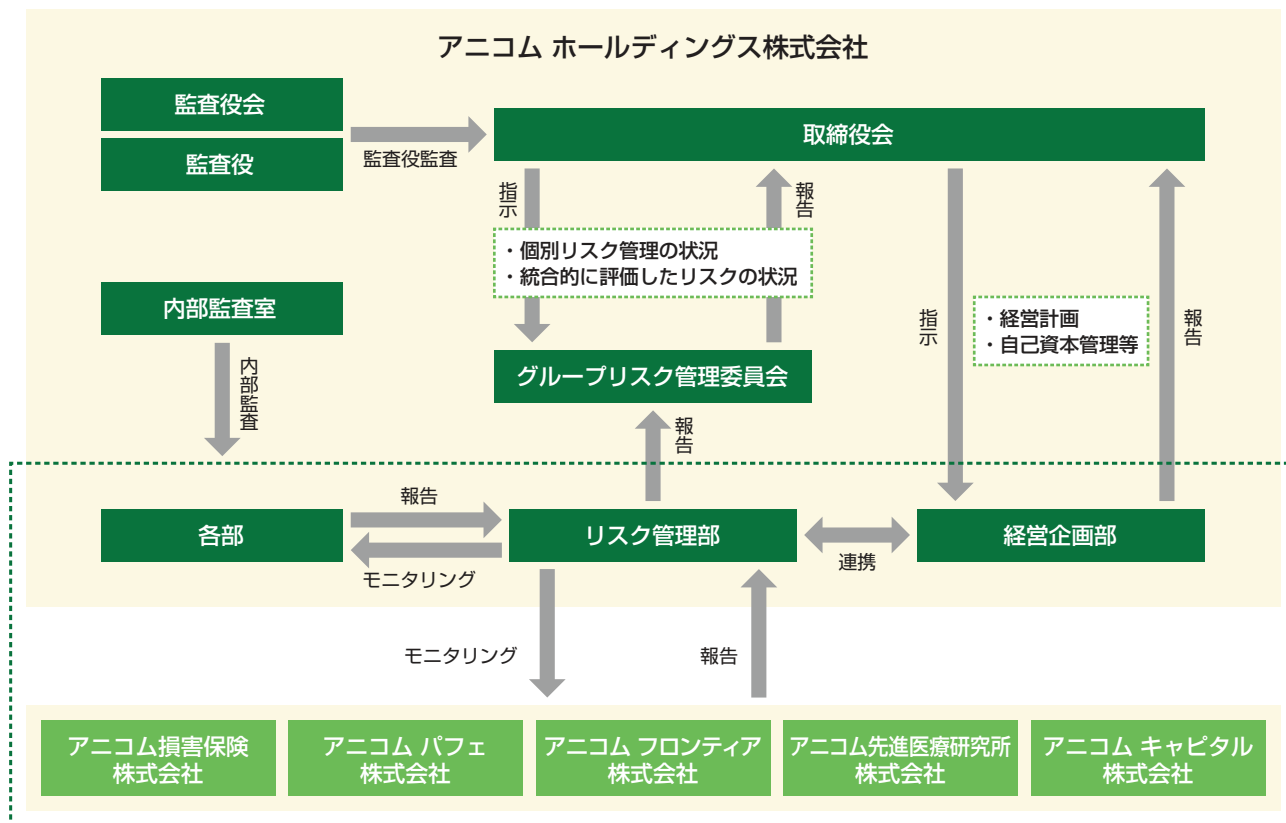 アニコム ホールディングス株式会社
監査役会
監査役
監査役監査
取締役会
指示
報告
・個別リスク管理の状況
・統合的に評価したリスクの状況
指示
・経営計画
・自己資本管理等
報告
内部監査室
内部監査
グループリスク管理委員会
報告
各部
報告
モニタリング
リスク管理部
連携
経営企画部
モニタリング
報告
アニコム損害保険
株式会社
アニコム パフェ
株式会社
アニコム フロンティア
株式会社
アニコム先進医療研究所
株式会社
アニコム キャピタル
株式会社